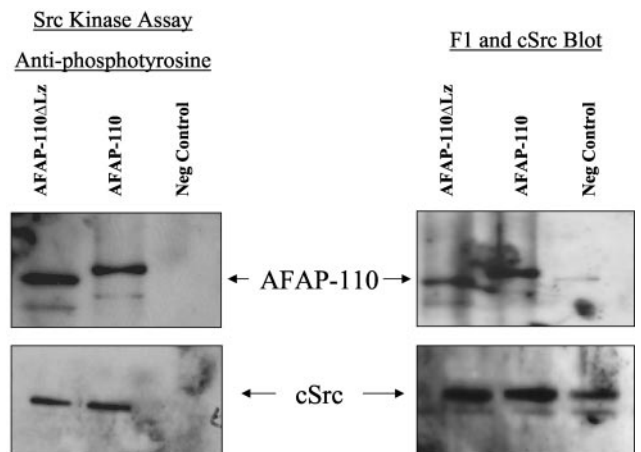 Src Kinase Assay
Anti-phosphotyrosine
AFAP-110ΔLz
AFAP-110
Neg Control
F1 and cSrc Blot
AFAP-110ΔLz
AFAP-110
Neg Control
AFAP-110
cSrc